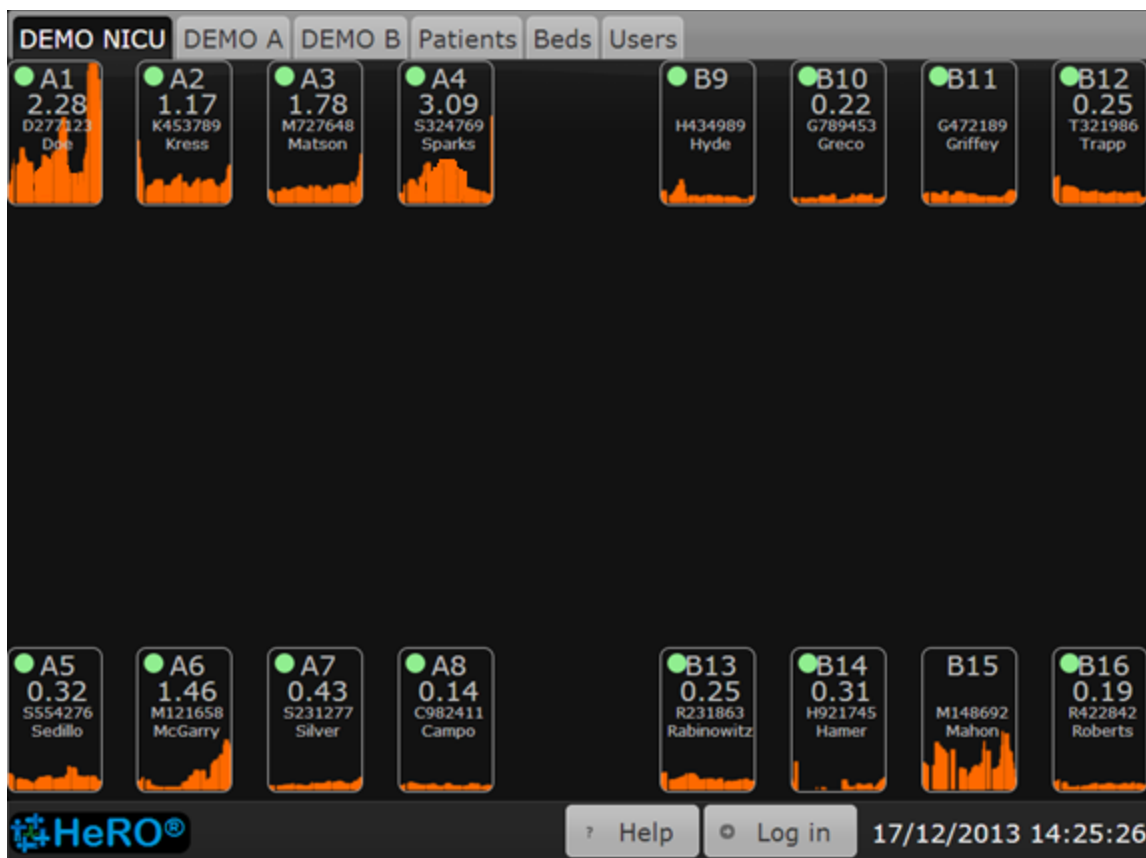 DEMO NICU DEMO A DEMO B Patients Beds Users
A1
2.28
D277123
Doe
A2
1.17
K453789
Kress
A3
1.78
M727648
Matson
A4
3.09
S324769
Sparks
B9
H434989
Hyde
B10
0.22
G789453
Greco
B11
G472189
Griffey
B12
0.25
T321986
Trapp
A5
0.32
S554276
Sedillo
A6
1.46
M121658
McGarry
A7
0.43
S231277
Silver
A8
0.14
C982411
Campo
B13
0.25
R231863
Rabinowitz
B14
0.31
H921745
Hamer
B15
M148692
Mahon
B16
0.19
R422842
Roberts
HeRO® ? Help Log in 17/12/2013 14:25:26